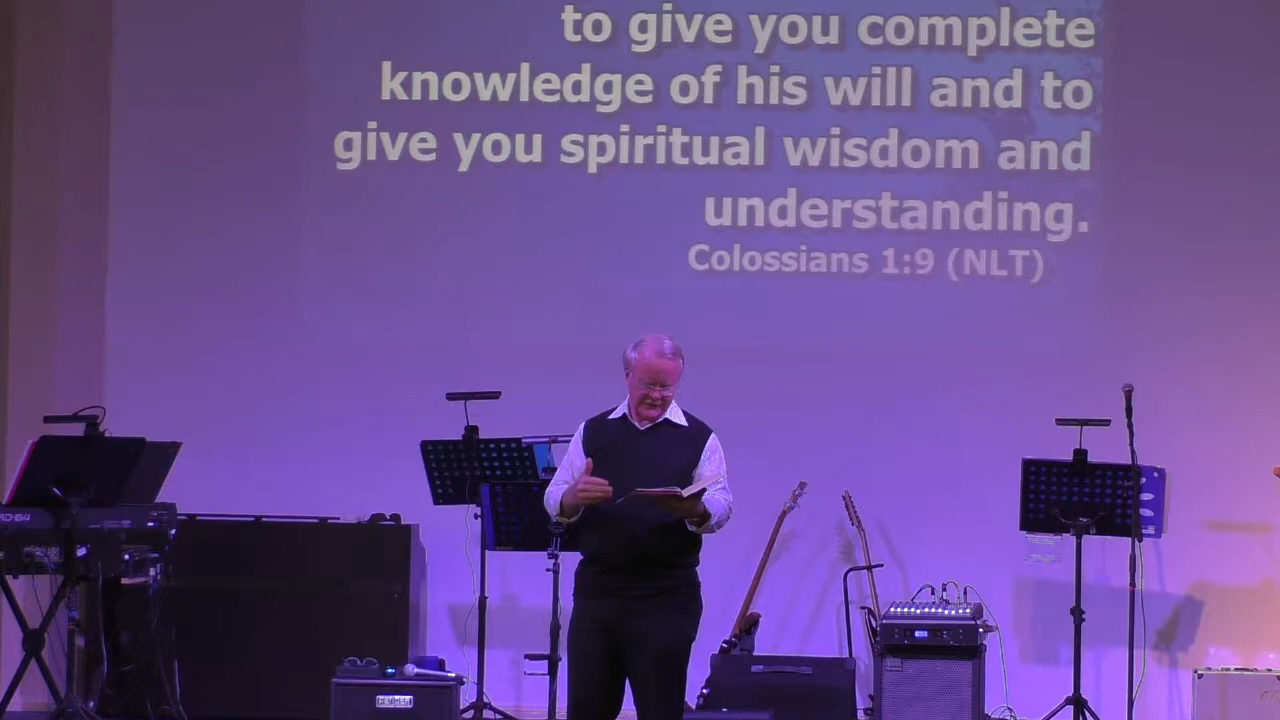 to give you complete
knowledge of his will and to
give you spiritual wisdom and
understanding.
Colossians 1:9 (NLT)
FENDER